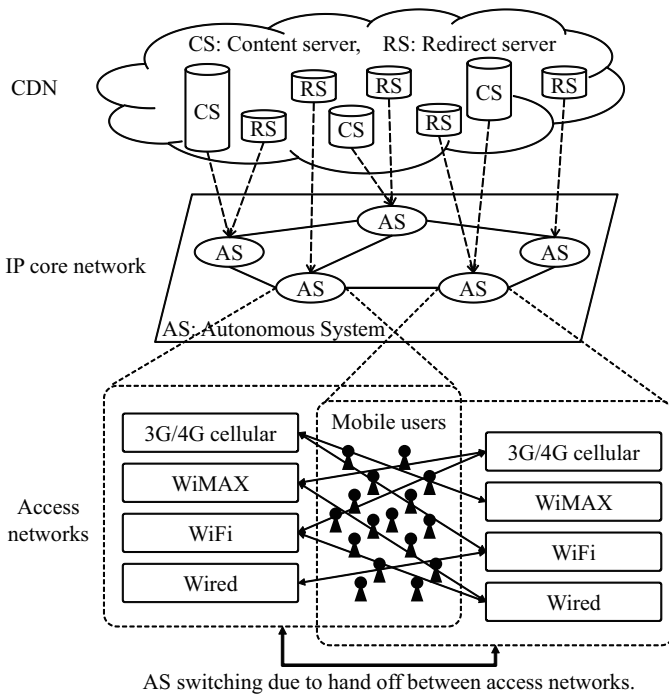 CS: Content server, RS: Redirect server
CDN
RS
RS
CS
RS
CS
RS
CS
RS
RS
AS
AS
AS
IP core network
AS
AS
AS: Autonomous System
Mobile users
3G/4G cellular
3G/4G cellular
WiMAX
WiMAX
Access
networks
WiFi
WiFi
Wired
Wired
AS switching due to hand off between access networks.